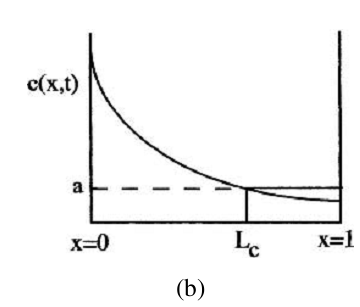 c(x,t)
a
x=0 L_c x=1
(b)